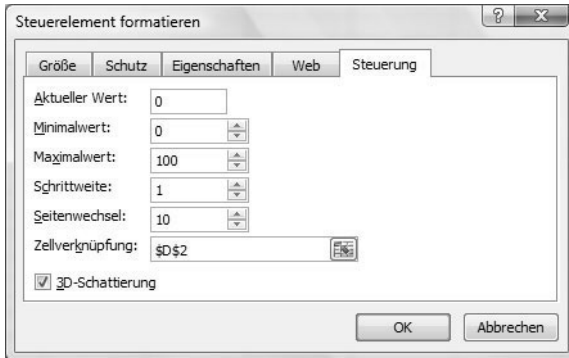 Steuerelement formatieren
Größe Schutz Eigenschaften Web Steuerung
Aktueller Wert: 0
Minimalwert: 0
Maximalwert: 100
Schrittweite: 1
Seitenwechsel: 10
Zellverknüpfung: $D$2
3D-Schattierung
OK Abbrechen